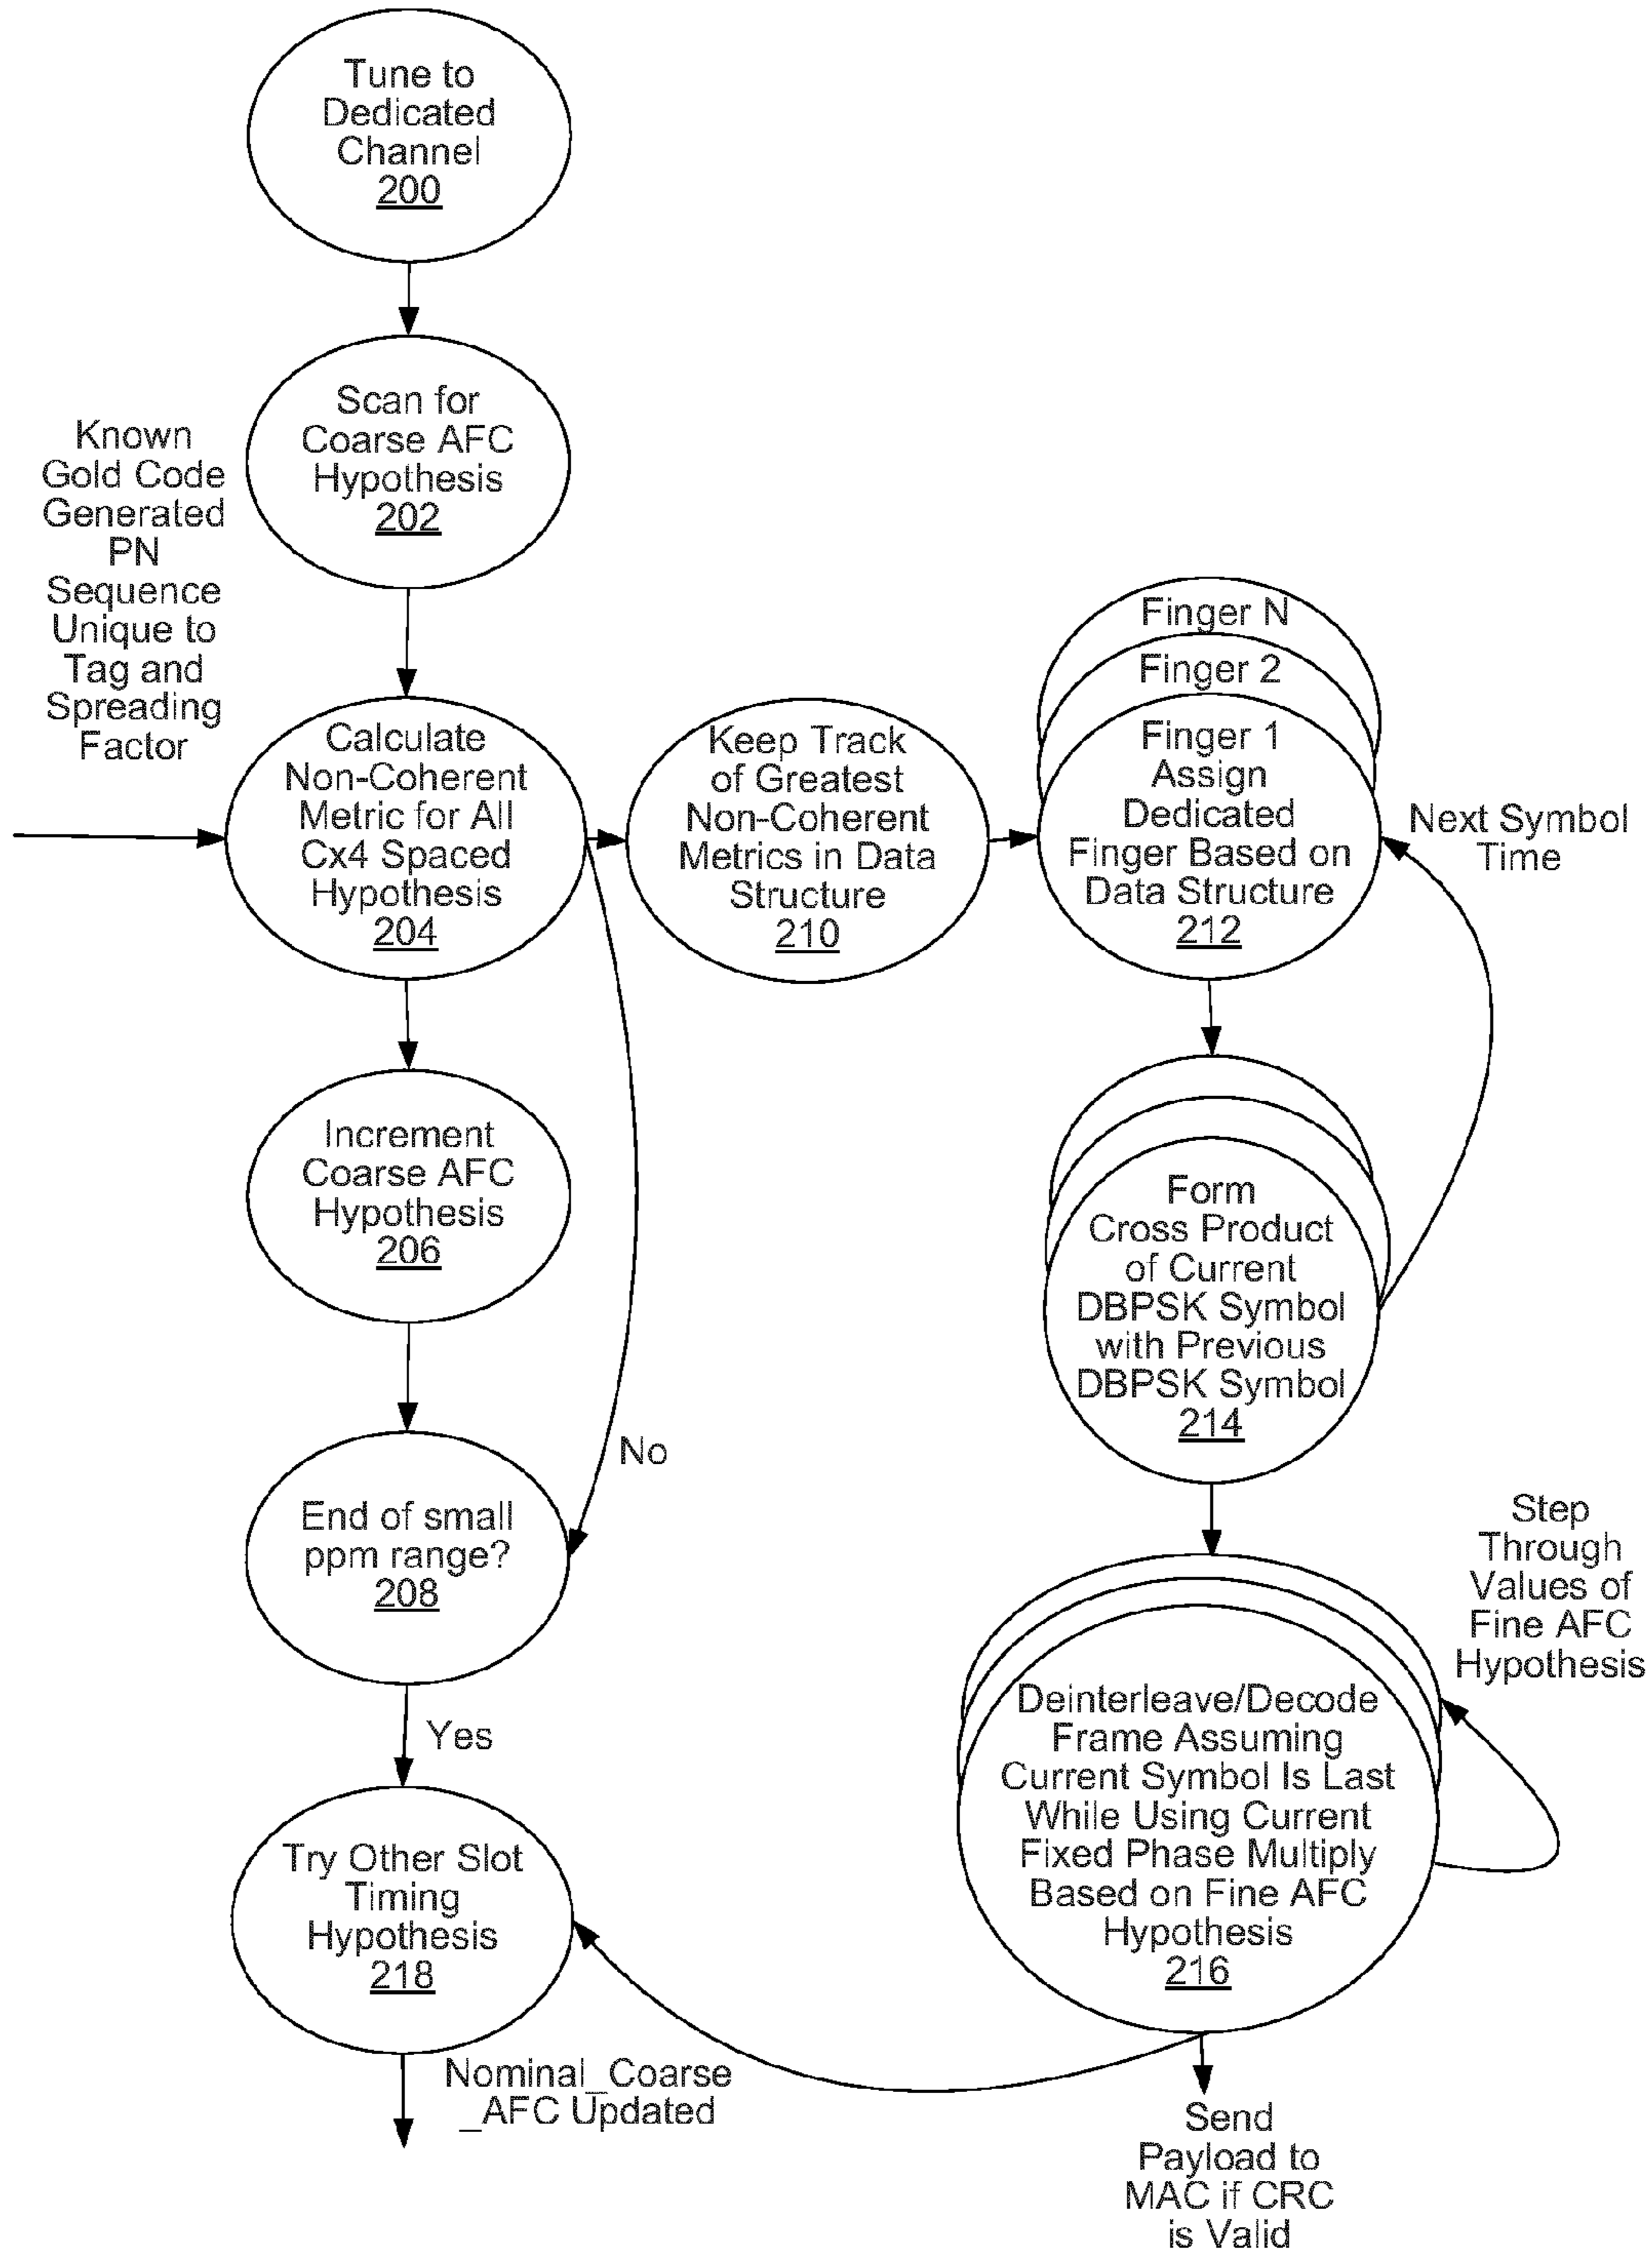 Tune to
Dedicated
Channel
200
Scan for
Coarse AFC
Hypothesis
202
Known
Gold Code
Generated
PN
Sequence
Unique to
Tag and
Spreading
Factor
Calculate
Non-Coherent
Metric for All
Cx4 Spaced
Hypothesis
204
Keep Track
of Greatest
Non-Coherent
Metrics in Data
Structure
210
Finger N
Finger 2
Finger 1
Assign
Dedicated
Finger Based on
Data Structure
212
Next Symbol
Time
Increment
Coarse AFC
Hypothesis
206
Form
Cross Product
of Current
DBPSK Symbol
with Previous
DBPSK Symbol
214
No
End of small
ppm range?
208
Yes
Step
Through
Values of
Fine AFC
Hypothesis
Deinterleave/Decode
Frame Assuming
Current Symbol Is Last
While Using Current
Fixed Phase Multiply
Based on Fine AFC
Hypothesis
216
Try Other Slot
Timing
Hypothesis
218
Nominal_Coarse
_AFC Updated
Send
Payload to
MAC if CRC
is Valid